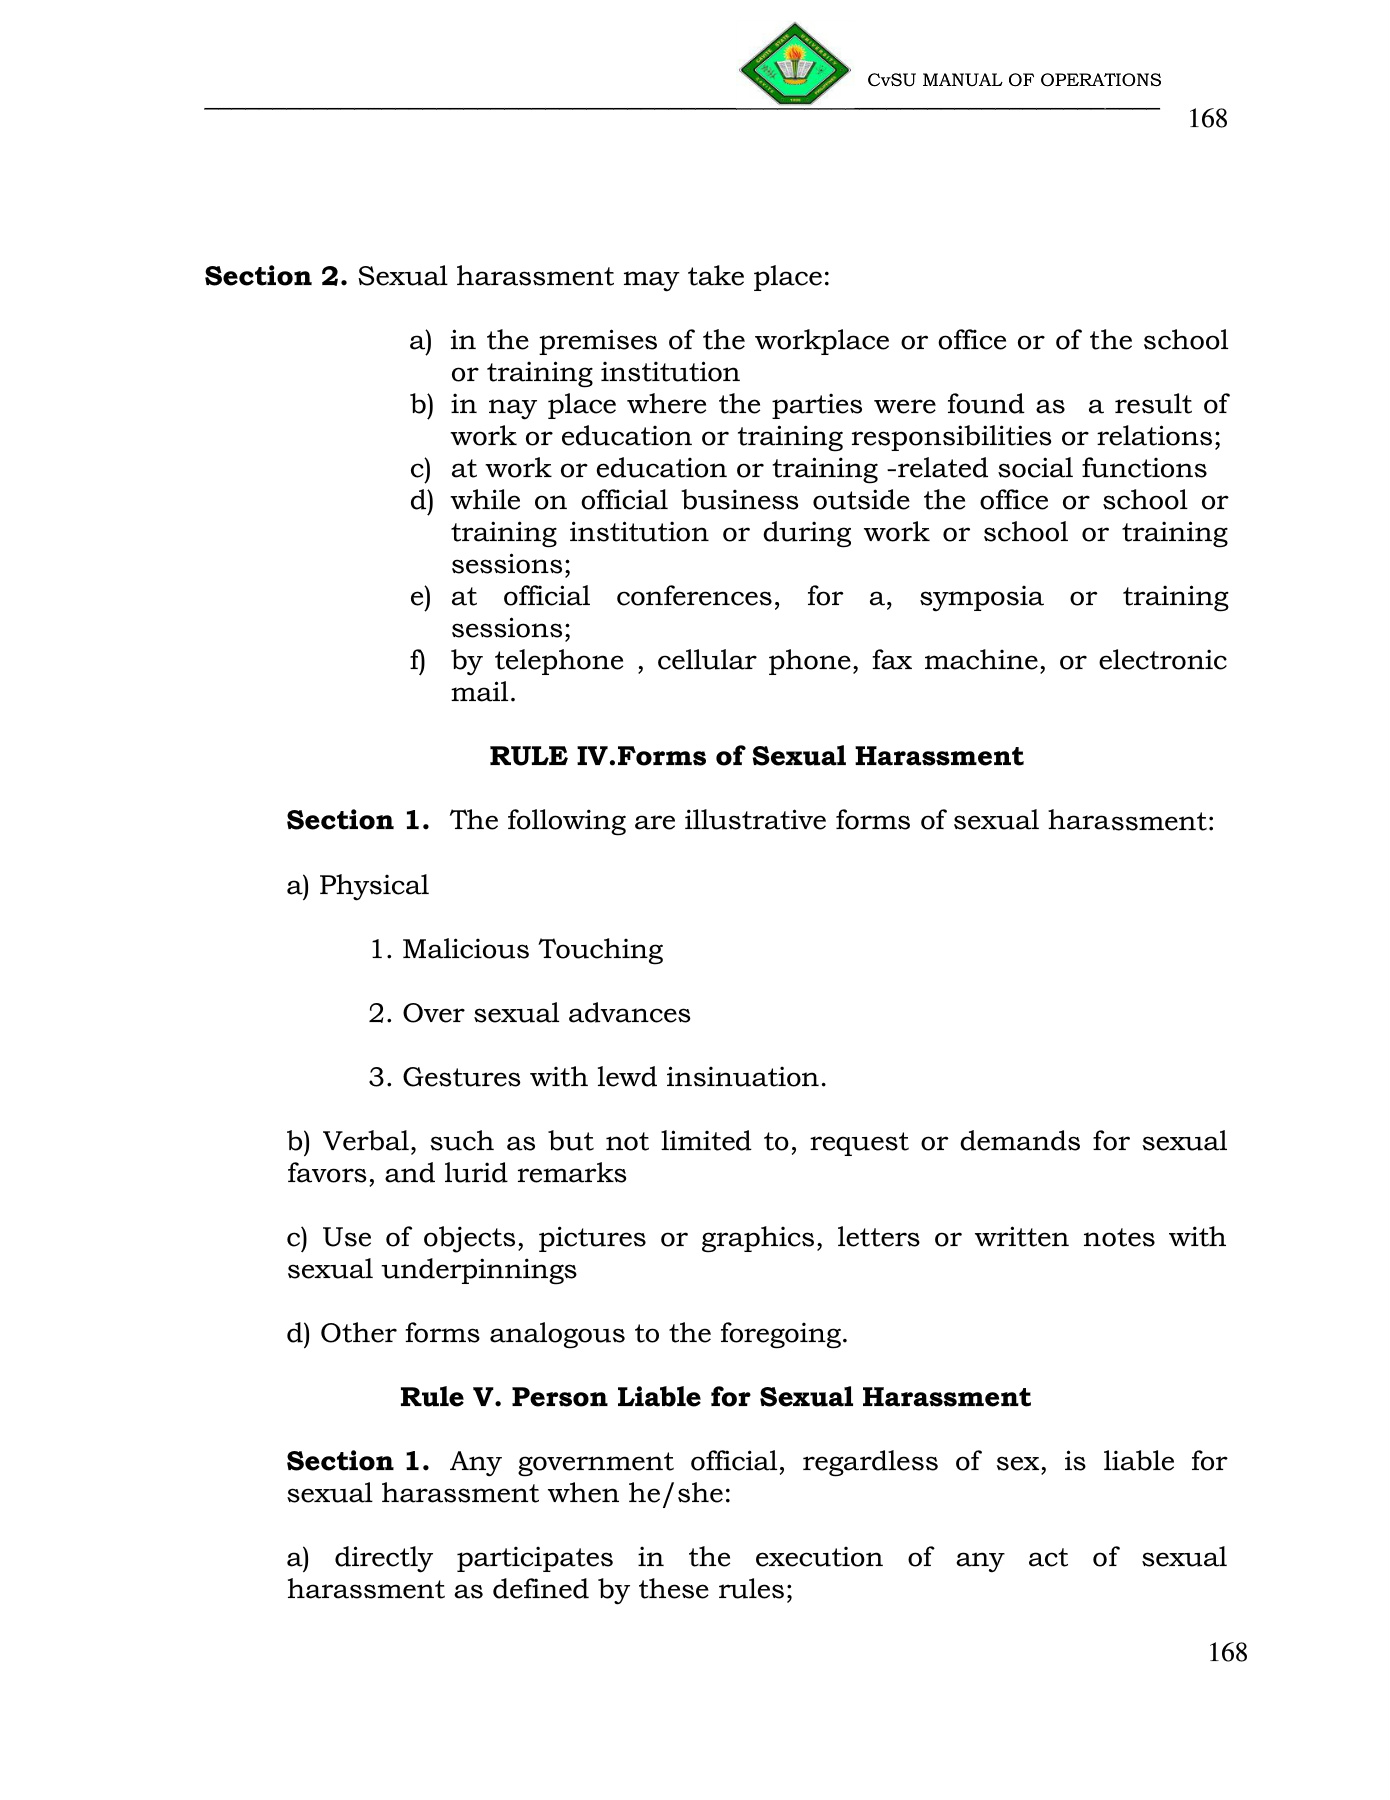 CvSU MANUAL OF OPERATIONS
168
Section 2. Sexual harassment may take place:
a) in the premises of the workplace or office or of the school
or training institution
b) in nay place where the parties were found as a result of
work or education or training responsibilities or relations;
c) at work or education or training -related social functions
d) while on official business outside the office or school or
training institution or during work or school or training
sessions;
e) at official conferences, for a, symposia or training
sessions;
f) by telephone , cellular phone, fax machine, or electronic
mail.
RULE IV.Forms of Sexual Harassment
Section 1. The following are illustrative forms of sexual harassment:
a) Physical
1. Malicious Touching
2. Over sexual advances
3. Gestures with lewd insinuation.
b) Verbal, such as but not limited to, request or demands for sexual
favors, and lurid remarks
c) Use of objects, pictures or graphics, letters or written notes with
sexual underpinnings
d) Other forms analogous to the foregoing.
Rule V. Person Liable for Sexual Harassment
Section 1. Any government official, regardless of sex, is liable for
sexual harassment when he/she:
a) directly participates in the execution of any act of sexual
harassment as defined by these rules;
168